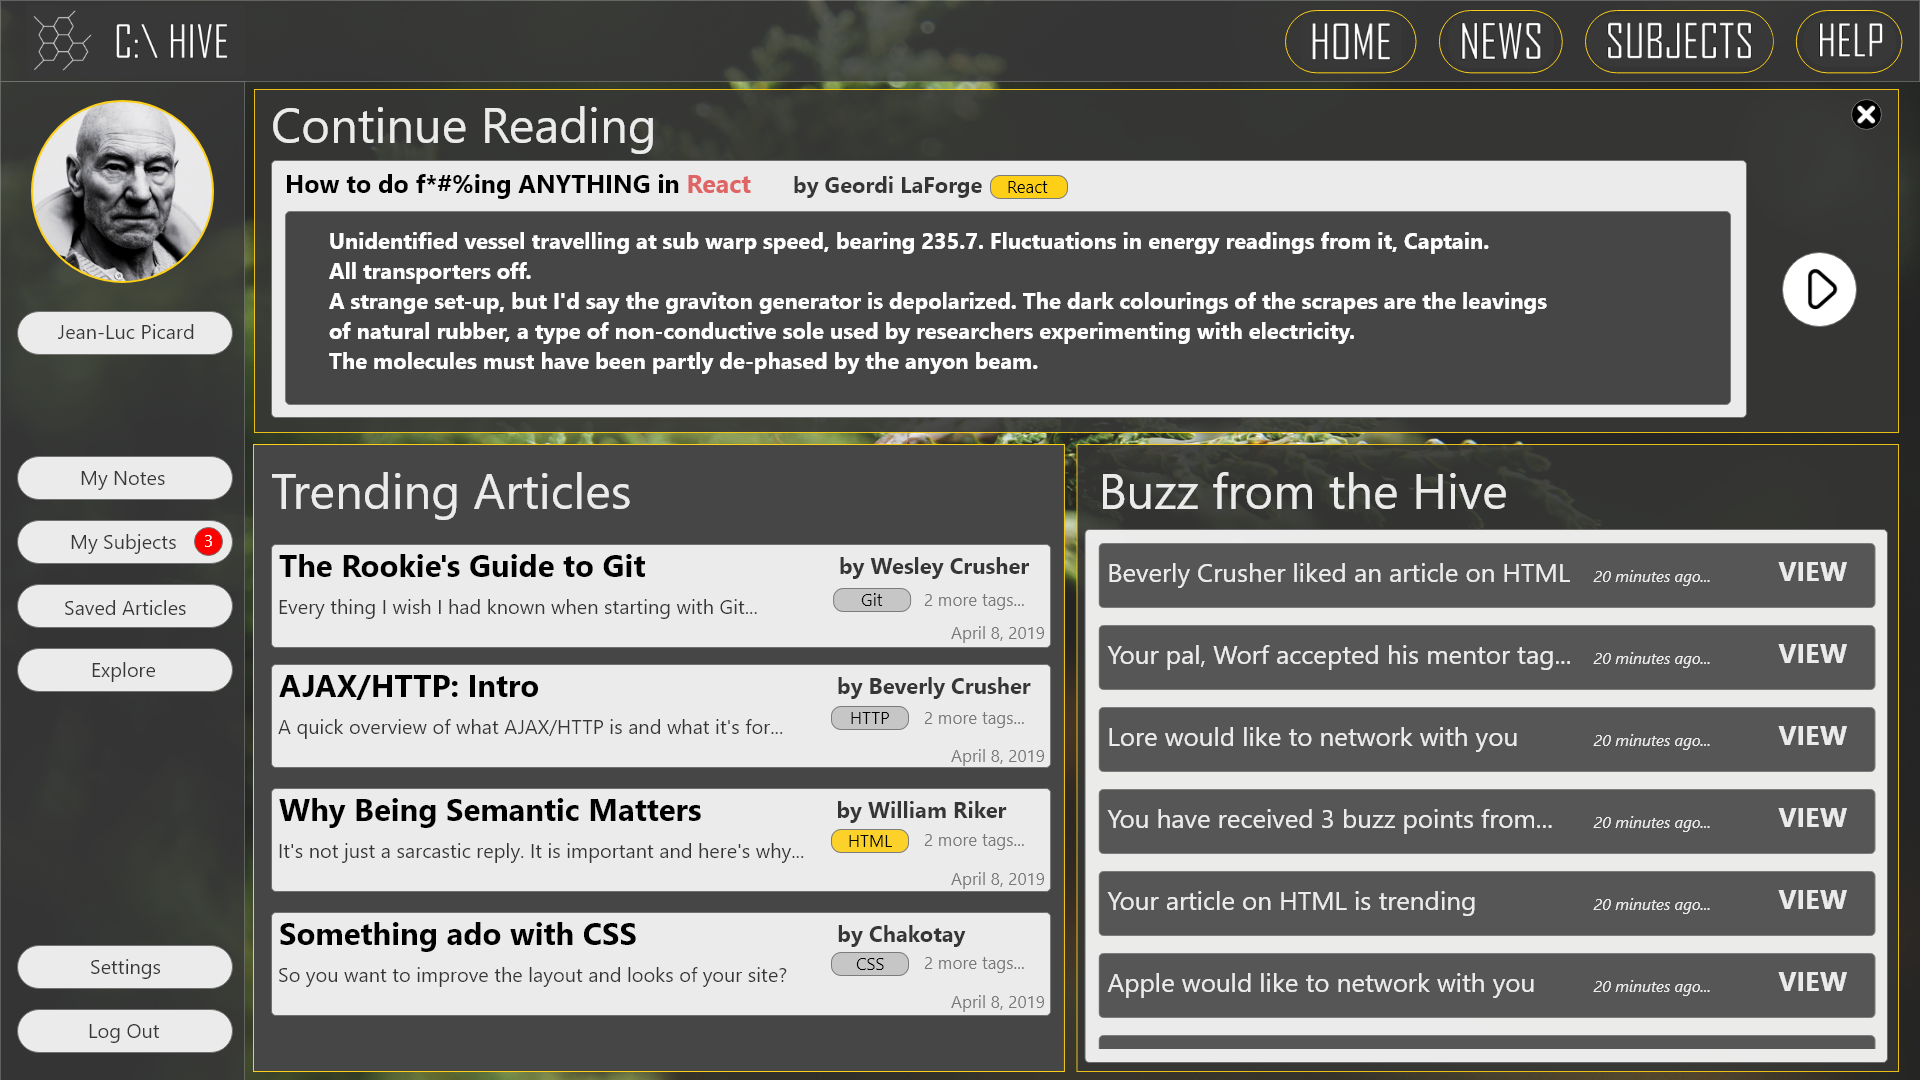 C:\ HIVE
HOME
NEWS
SUBJECTS
HELP
Jean-Luc Picard
My Notes
My Subjects 3
Saved Articles
Explore
Settings
Log Out
Continue Reading
How to do f*#%ing ANYTHING in React by Geordi LaForge React
Unidentified vessel travelling at sub warp speed, bearing 235.7. Fluctuations in energy readings from it, Captain.
All transporters off.
A strange set-up, but I'd say the graviton generator is depolarized. The dark colourings of the scrapes are the leavings
of natural rubber, a type of non-conductive sole used by researchers experimenting with electricity.
The molecules must have been partly de-phased by the anyon beam.
Trending Articles
The Rookie's Guide to Git by Wesley Crusher
Every thing I wish I had known when starting with Git... Git 2 more tags...
April 8, 2019
AJAX/HTTP: Intro by Beverly Crusher
A quick overview of what AJAX/HTTP is and what it's for... HTTP 2 more tags...
April 8, 2019
Why Being Semantic Matters by William Riker
It's not just a sarcastic reply. It is important and here's why... HTML 2 more tags...
April 8, 2019
Something ado with CSS by Chakotay
So you want to improve the layout and looks of your site? CSS 2 more tags...
April 8, 2019
Buzz from the Hive
Beverly Crusher liked an article on HTML 20 minutes ago... VIEW
Your pal, Worf accepted his mentor tag... 20 minutes ago... VIEW
Lore would like to network with you 20 minutes ago... VIEW
You have received 3 buzz points from... 20 minutes ago... VIEW
Your article on HTML is trending 20 minutes ago... VIEW
Apple would like to network with you 20 minutes ago... VIEW